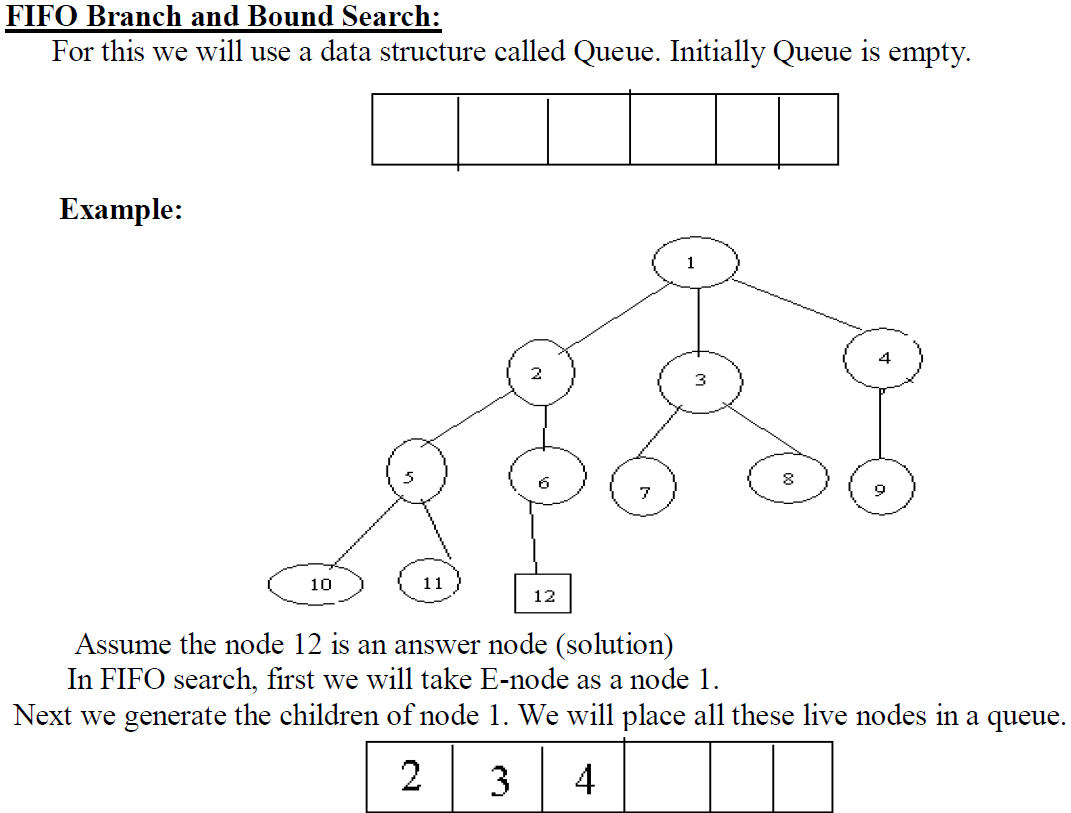 FIFO Branch and Bound Search:
For this we will use a data structure called Queue. Initially Queue is empty.
Example:
1
2
3
4
5
6
7
8
9
10
11
12
Assume the node 12 is an answer node (solution)
In FIFO search, first we will take E-node as a node 1.
Next we generate the children of node 1. We will place all these live nodes in a queue.
2 3 4